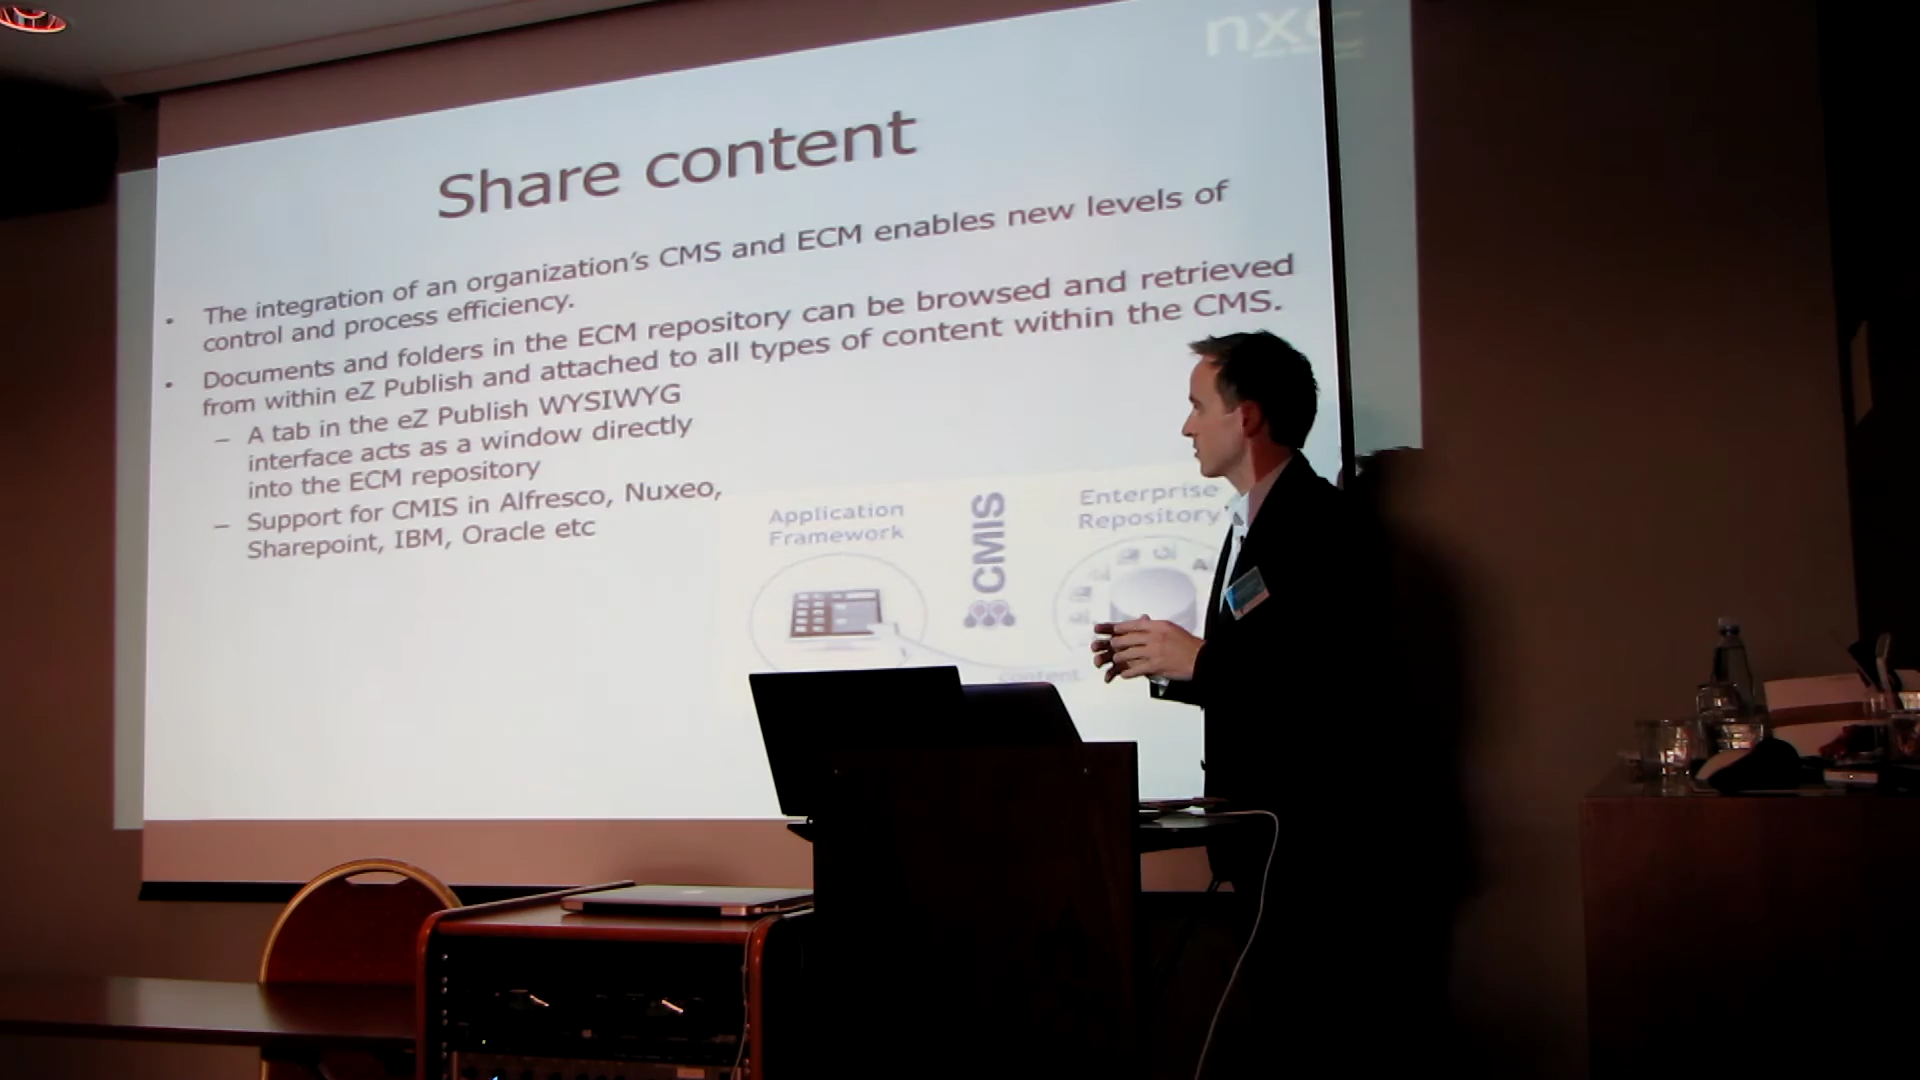 nxc
Share content
• The integration of an organization's CMS and ECM enables new levels of
control and process efficiency.
• Documents and folders in the ECM repository can be browsed and retrieved
from within eZ Publish and attached to all types of content within the CMS.
– A tab in the eZ Publish WYSIWYG
interface acts as a window directly
into the ECM repository
– Support for CMIS in Alfresco, Nuxeo,
Sharepoint, IBM, Oracle etc
Application
Framework
CMIS
Enterprise
Repository
content